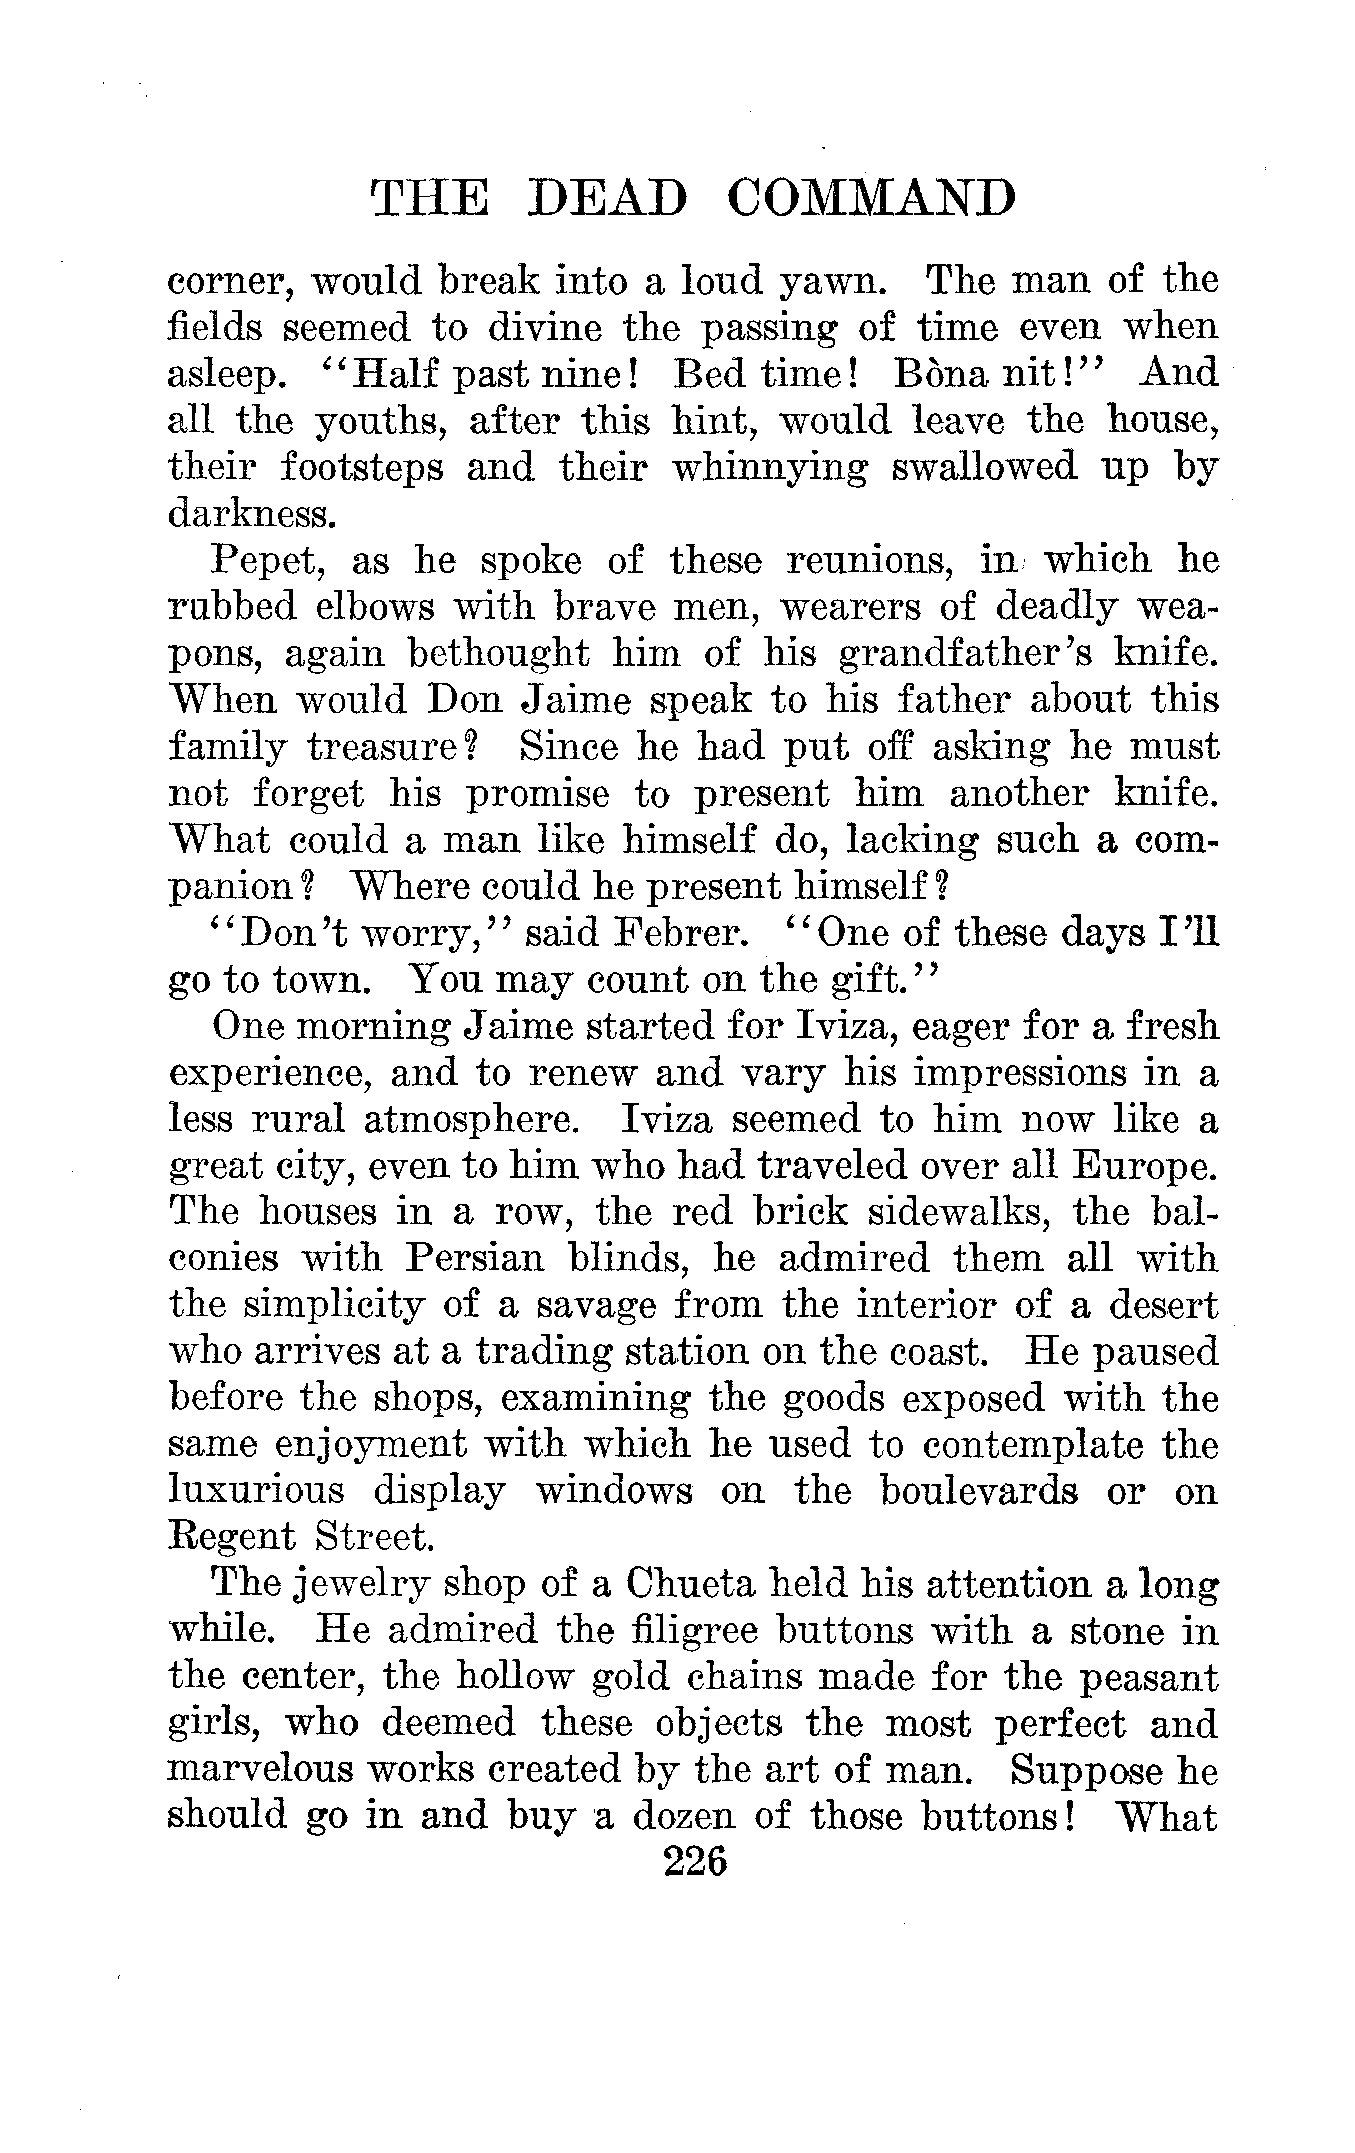 THE DEAD COMMAND
corner, would break into a loud yawn. The man of the
fields seemed to divine the passing of time even when
asleep. "Half past nine! Bed time! Bòna nit!" And
all the youths, after this hint, would leave the house,
their footsteps and their whinnying swallowed up by
darkness.
Pepet, as he spoke of these reunions, in which he
rubbed elbows with brave men, wearers of deadly wea-
pons, again bethought him of his grandfather's knife.
When would Don Jaime speak to his father about this
family treasure? Since he had put off asking he must
not forget his promise to present him another knife.
What could a man like himself do, lacking such a com-
panion? Where could he present himself?
"Don't worry," said Febrer. "One of these days I'll
go to town. You may count on the gift."
One morning Jaime started for Iviza, eager for a fresh
experience, and to renew and vary his impressions in a
less rural atmosphere. Iviza seemed to him now like a
great city, even to him who had traveled over all Europe.
The houses in a row, the red brick sidewalks, the bal-
conies with Persian blinds, he admired them all with
the simplicity of a savage from the interior of a desert
who arrives at a trading station on the coast. He paused
before the shops, examining the goods exposed with the
same enjoyment with which he used to contemplate the
luxurious display windows on the boulevards or on
Regent Street.
The jewelry shop of a Chueta held his attention a long
while. He admired the filigree buttons with a stone in
the center, the hollow gold chains made for the peasant
girls, who deemed these objects the most perfect and
marvelous works created by the art of man. Suppose he
should go in and buy a dozen of those buttons! What
226